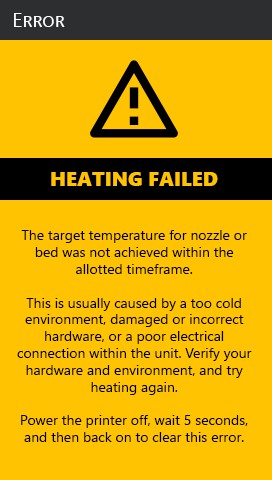 Error
HEATING FAILED
The target temperature for nozzle or
bed was not achieved within the
allotted timeframe.
This is usually caused by a too cold
environment, damaged or incorrect
hardware, or a poor electrical
connection within the unit. Verify your
hardware and environment, and try
heating again.
Power the printer off, wait 5 seconds,
and then back on to clear this error.